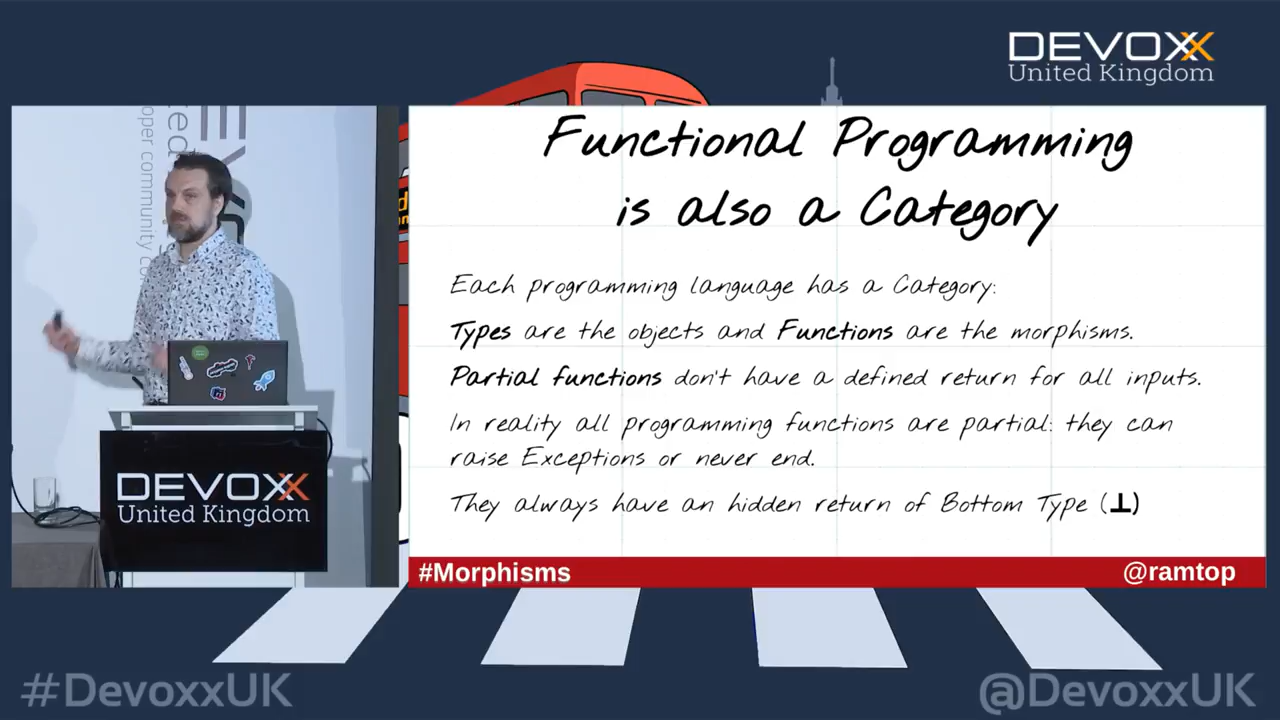 DEVOXX
United Kingdom
oper community co
Functional Programming
is also a Category
Each programming language has a Category:
Types are the objects and Functions are the morphisms.
Partial functions don't have a defined return for all inputs.
In reality all programming functions are partial: they can
raise Exceptions or never end.
They always have an hidden return of Bottom Type (⊥)
#Morphisms
@ramtop
DEVOXX
United Kingdom
#DevoxxUK
@DevoxxUK